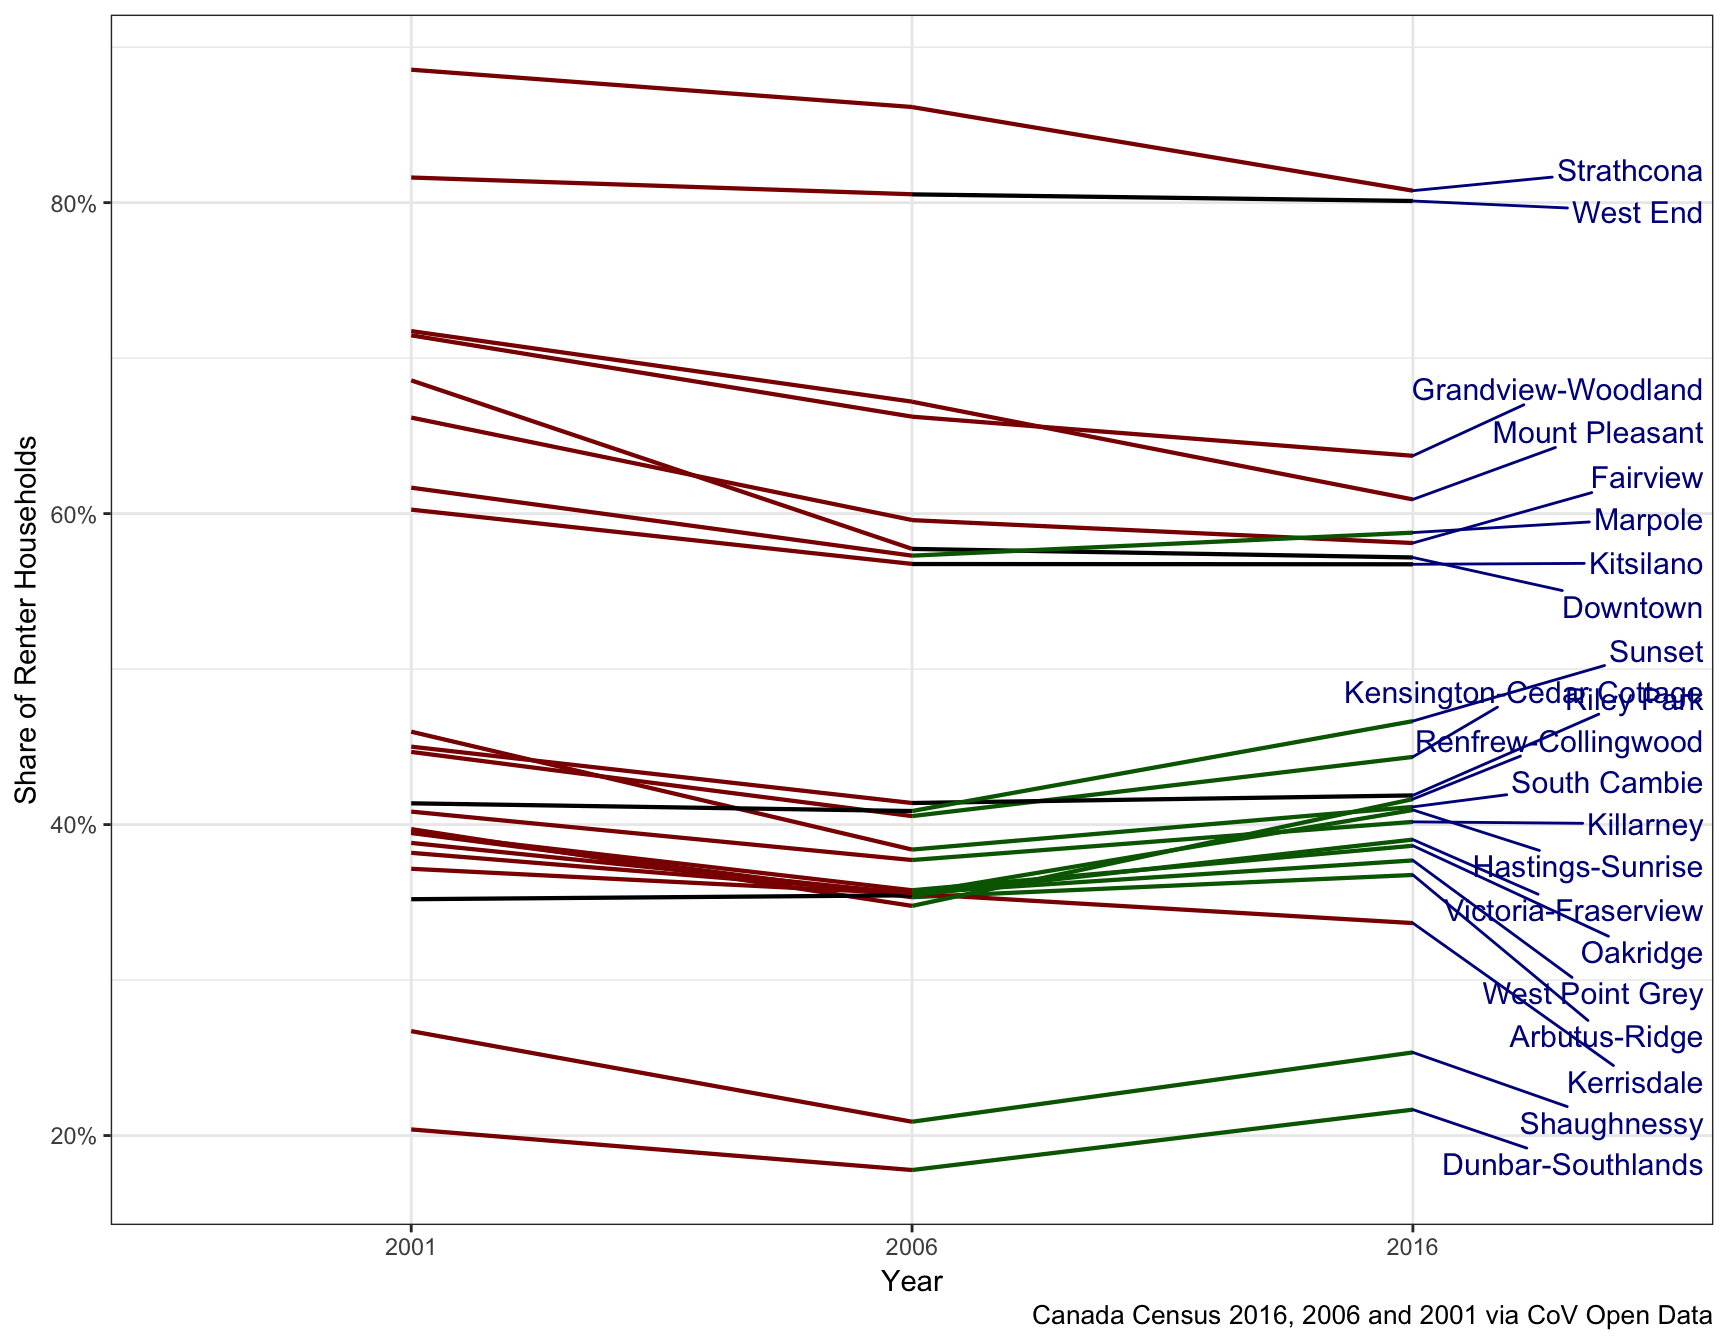 Strathcona
80%
West End
Grandview-Woodland
Mount Pleasant
Fairview
60%
Marpole
Kitsilano
Downtown
Sunset
Kensington-Cedar Cottage
Riley Park
Renfrew-Collingwood
South Cambie
40%
Killarney
Hastings-Sunrise
Victoria-Fraserview
Oakridge
West Point Grey
Arbutus-Ridge
Kerrisdale
Shaughnessy
20%
Dunbar-Southlands
Share of Renter Households
2001 2006 2016
Year
Canada Census 2016, 2006 and 2001 via CoV Open Data